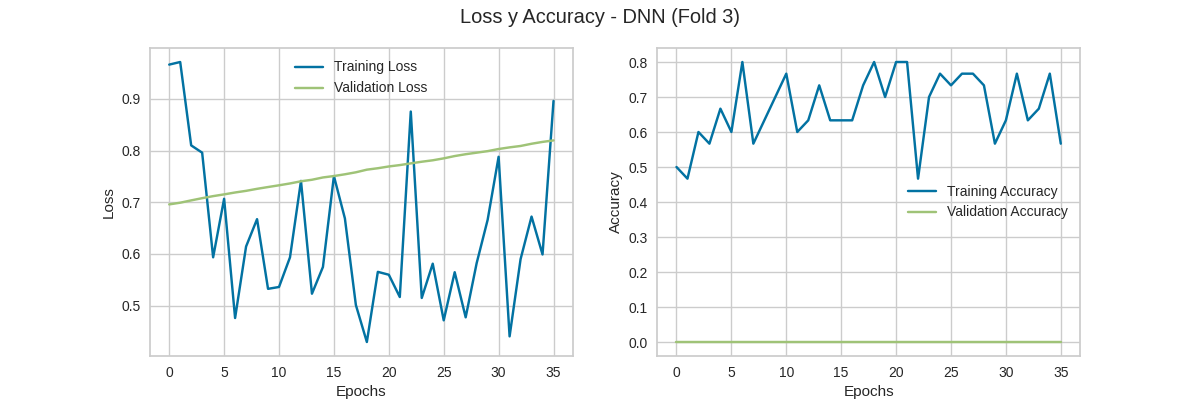 Loss y Accuracy - DNN (Fold 3)
Training Loss
Validation Loss
0.9
0.8
0.7
0.6
0.5
Loss
0 5 10 15 20 25 30 35
Epochs
0.8
0.7
0.6
0.5
0.4
0.3
0.2
0.1
0.0
Accuracy
Training Accuracy
Validation Accuracy
0 5 10 15 20 25 30 35
Epochs